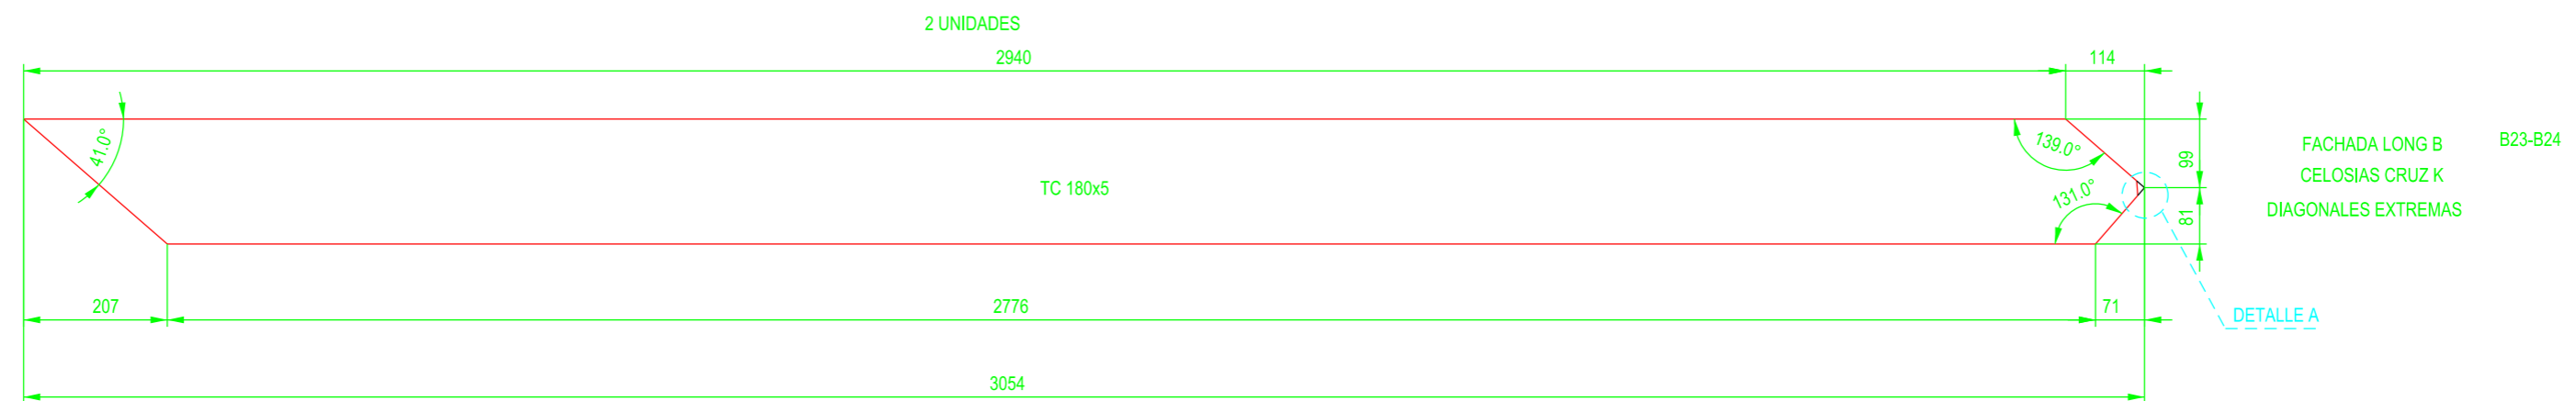 2 UNIDADES
2940
114
41.0°
139.0°
99
FACHADA LONG B
B23-B24
CELOSIAS CRUZ K
TC 180x5
131.0°
81
DIAGONALES EXTREMAS
207
2776
71
DETALLE A
3054